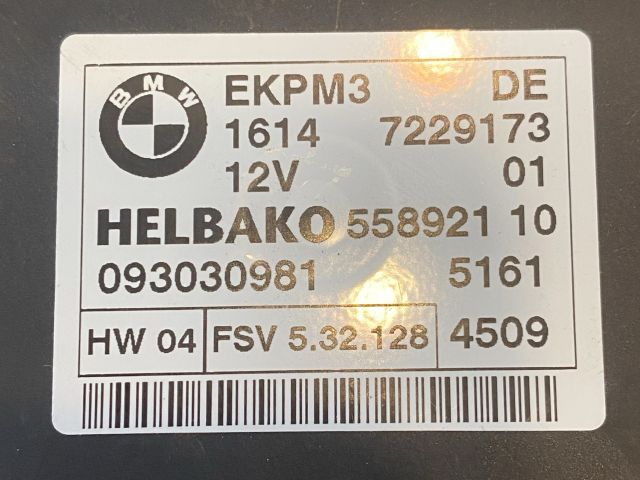 BMW
EKPM3 DE
1614 7229173
12V 01
HELBAKO 558921 10
093030981 5161
HW 04 FSV 5.32.128 4509